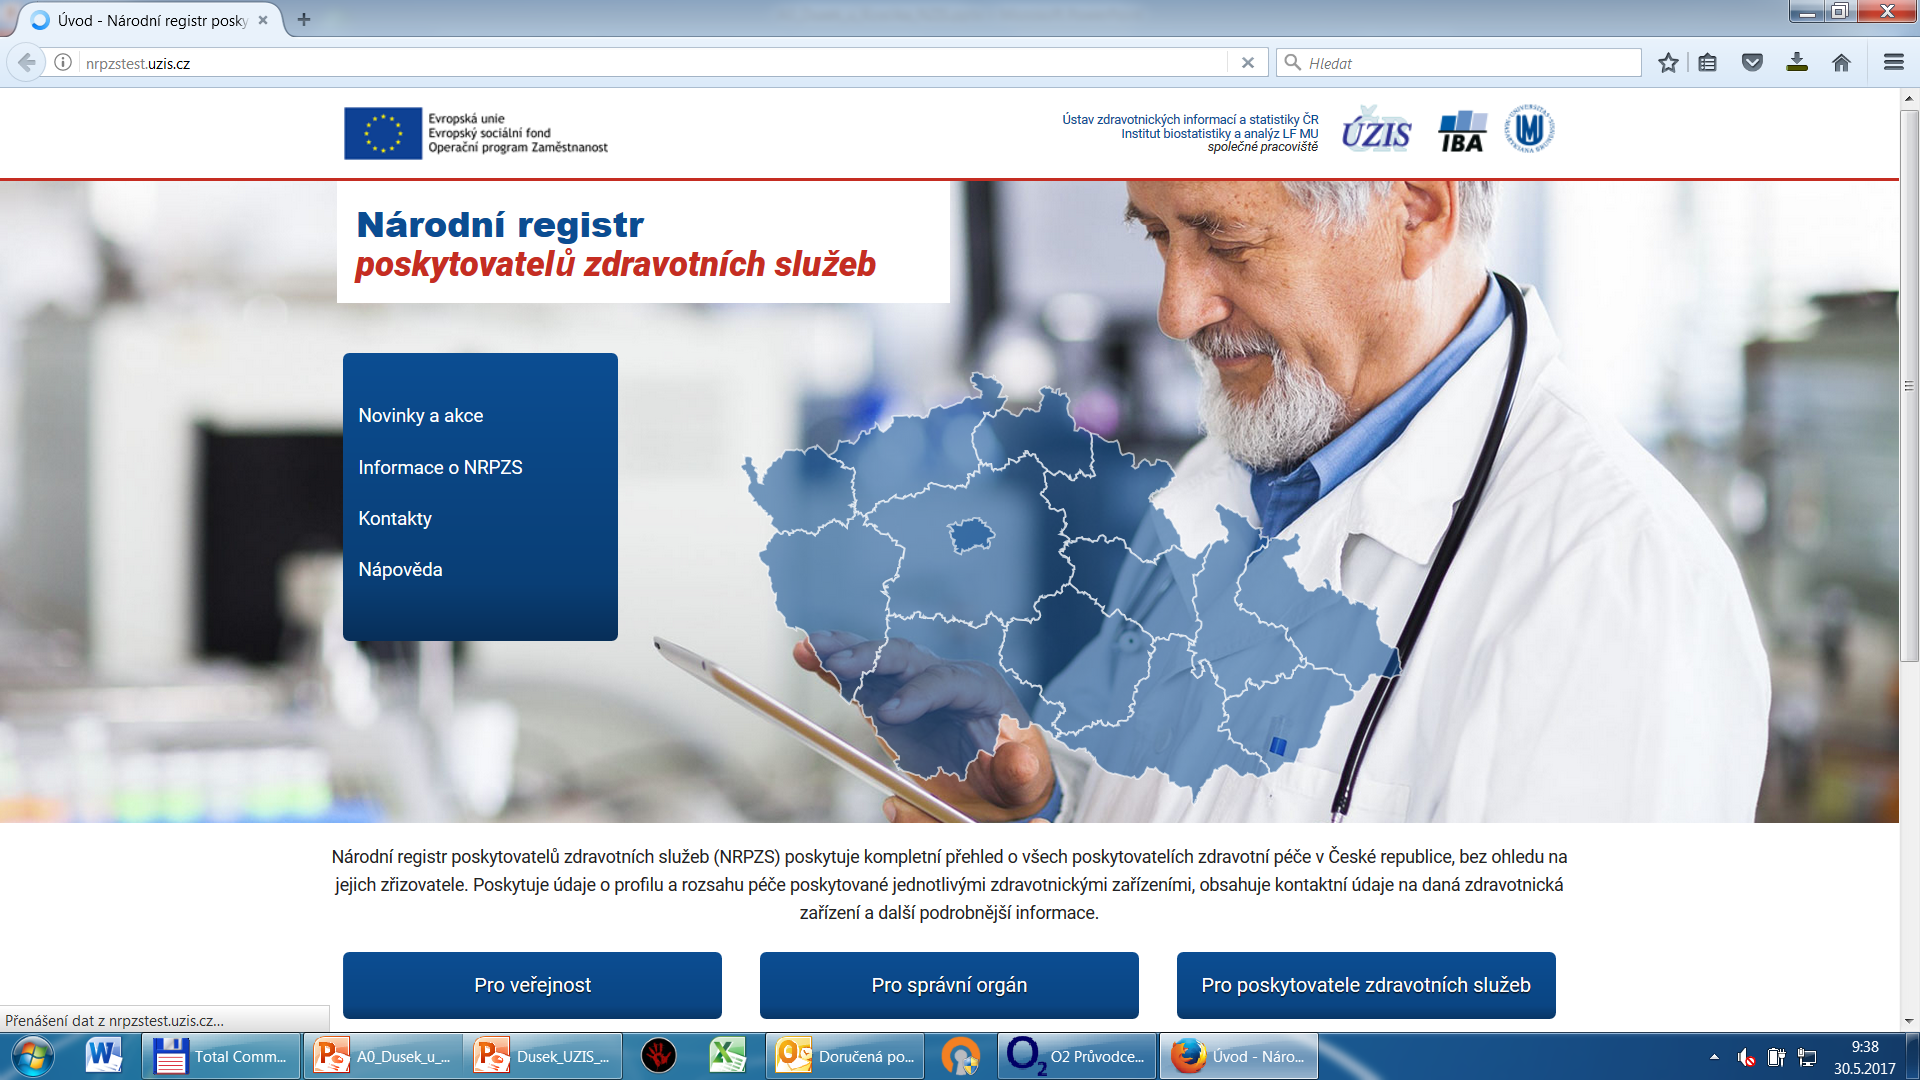 Úvod - Národní registr posky
nrpzstest.uzis.cz
Hledat
Evropská unie
Evropský sociální fond
Operační program Zaměstnanost
Ústav zdravotnických informací a statistiky ČR
Institut biostatistiky a analýz LF MU
společné pracoviště
ÚZIS
IBA
Národní registr
poskytovatelů zdravotních služeb
Novinky a akce
Informace o NRPZS
Kontakty
Nápověda
Národní registr poskytovatelů zdravotních služeb (NRPZS) poskytuje kompletní přehled o všech poskytovatelích zdravotní péče v České republice, bez ohledu na
jejich zřizovatele. Poskytuje údaje o profilu a rozsahu péče poskytované jednotlivými zdravotnickými zařízeními, obsahuje kontaktní údaje na daná zdravotnická
zařízení a další podrobnější informace.
Pro veřejnost
Pro správní orgán
Pro poskytovatele zdravotních služeb
Přenášení dat z nrpzstest.uzis.cz...
Total Comm...
A0_Dusek_u_...
Dusek_UZIS_...
Doručená po...
O2 Průvodce...
Úvod - Náro...
9:38
30.5.2017